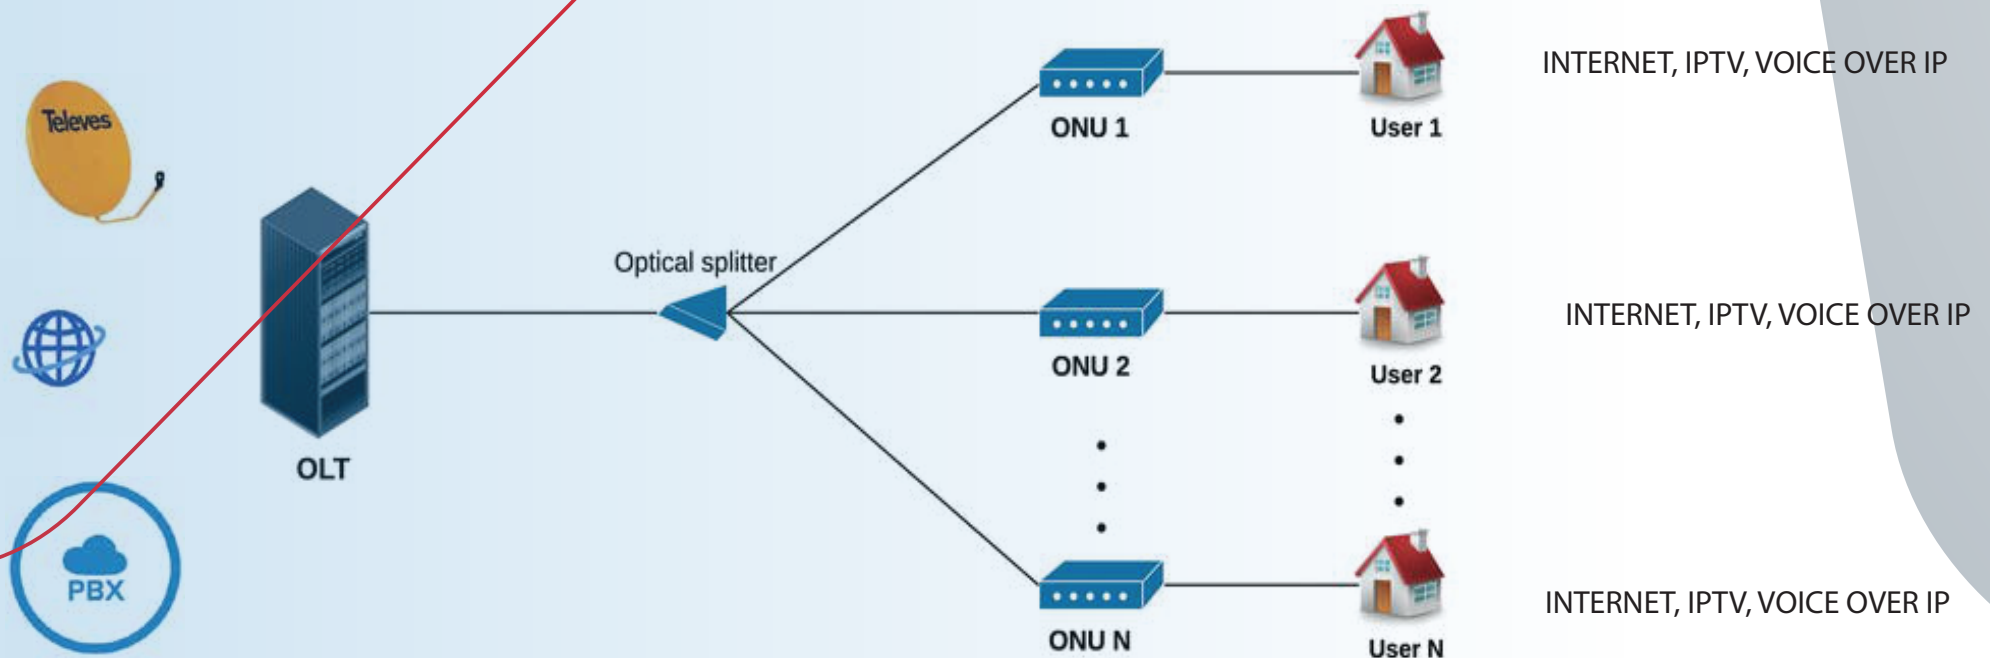 Televes
PBX
OLT
Optical splitter
ONU 1
User 1
INTERNET, IPTV, VOICE OVER IP
ONU 2
User 2
INTERNET, IPTV, VOICE OVER IP
ONU N
User N
INTERNET, IPTV, VOICE OVER IP